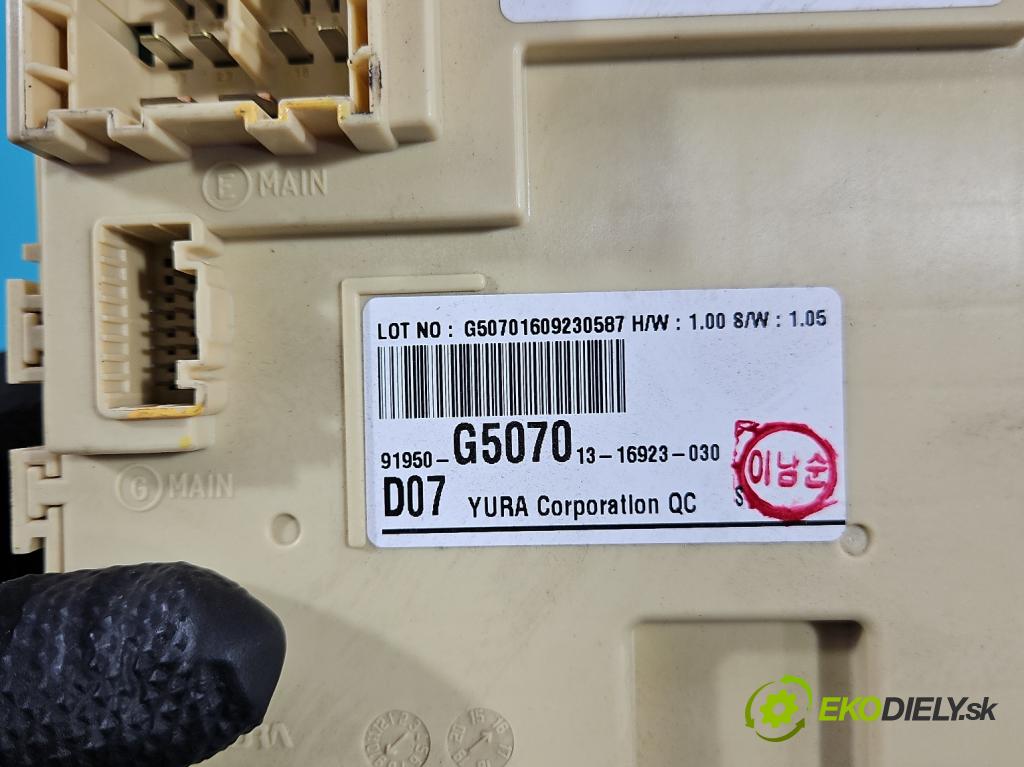 E MAIN
LOT NO : G50701609230587 H/W : 1.00 S/W : 1.05
91950-G5070 13-16923-030
D07 YURA Corporation QC S
이남순
G MAIN
EKODIELY.sk